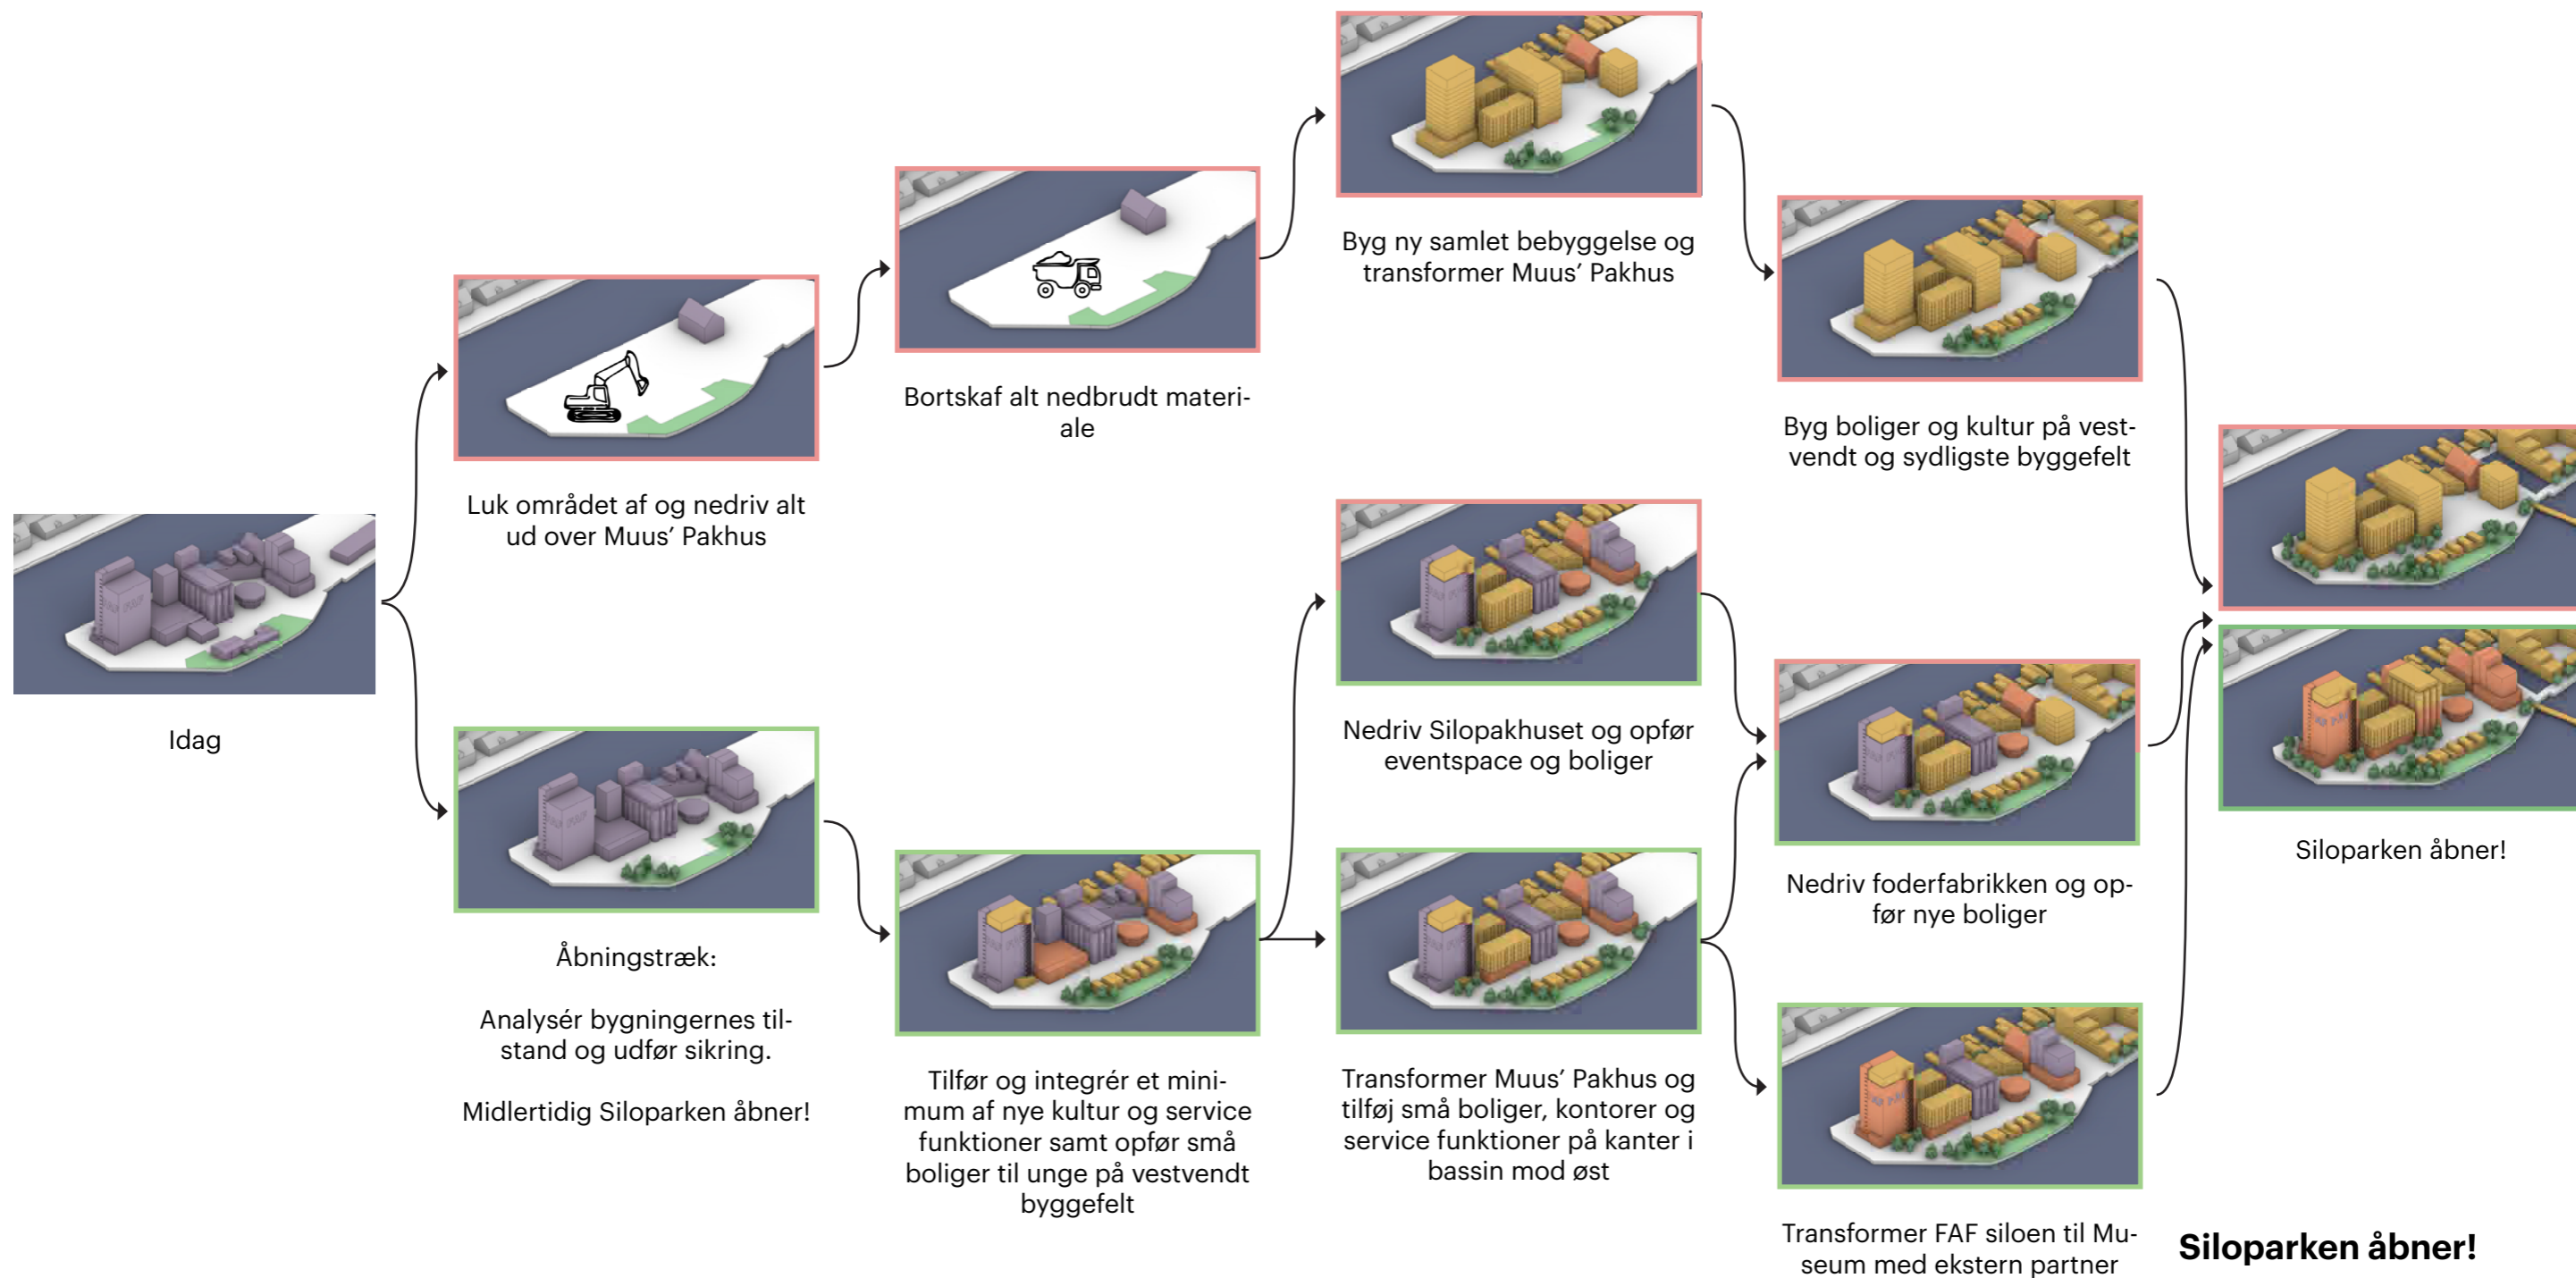 Byg ny samlet bebyggelse og
transformer Muus’ Pakhus
Bortskaf alt nedbrudt materi-
ale
Byg boliger og kultur på vest-
vendt og sydligste byggefelt
Luk området af og nedriv alt
ud over Muus’ Pakhus
Idag
Nedriv Silopakhuset og opfør
eventspace og boliger
Siloparken åbner!
Nedriv foderfabrikken og op-
før nye boliger
Åbningstræk:
Analysér bygningernes til-
stand og udfør sikring.
Midlertidig Siloparken åbner!
Tilfør og integrér et mini-
mum af nye kultur og service
funktioner samt opfør små
boliger til unge på vestvendt
byggefelt
Transformer Muus’ Pakhus og
tilføj små boliger, kontorer og
service funktioner på kanter i
bassin mod øst
Transformer FAF siloen til Mu-
seum med ekstern partner
Siloparken åbner!